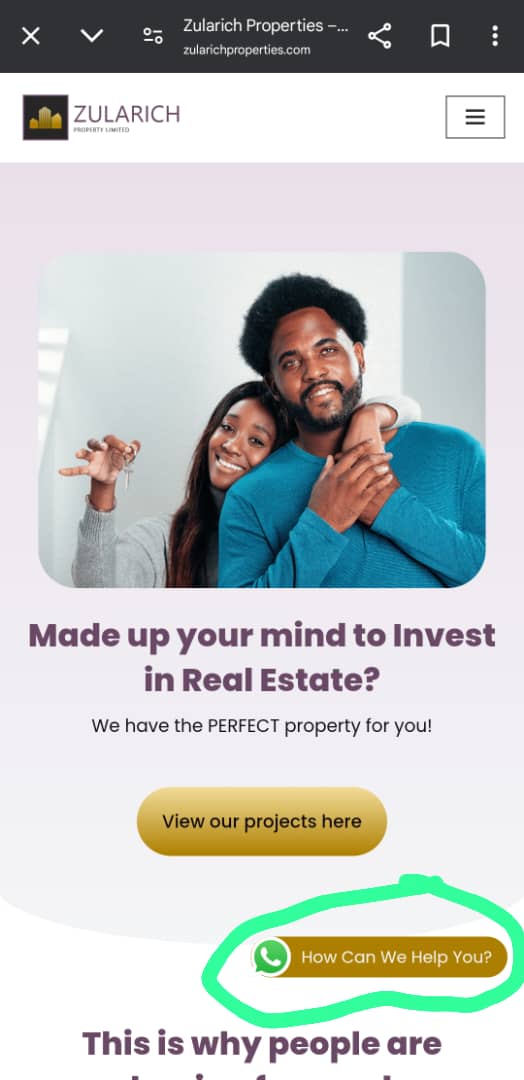 Zularich Properties –...
zularichproperties.com
ZULARICH
PROPERTY LIMITED
Made up your mind to Invest
in Real Estate?
We have the PERFECT property for you!
View our projects here
How Can We Help You?
This is why people are